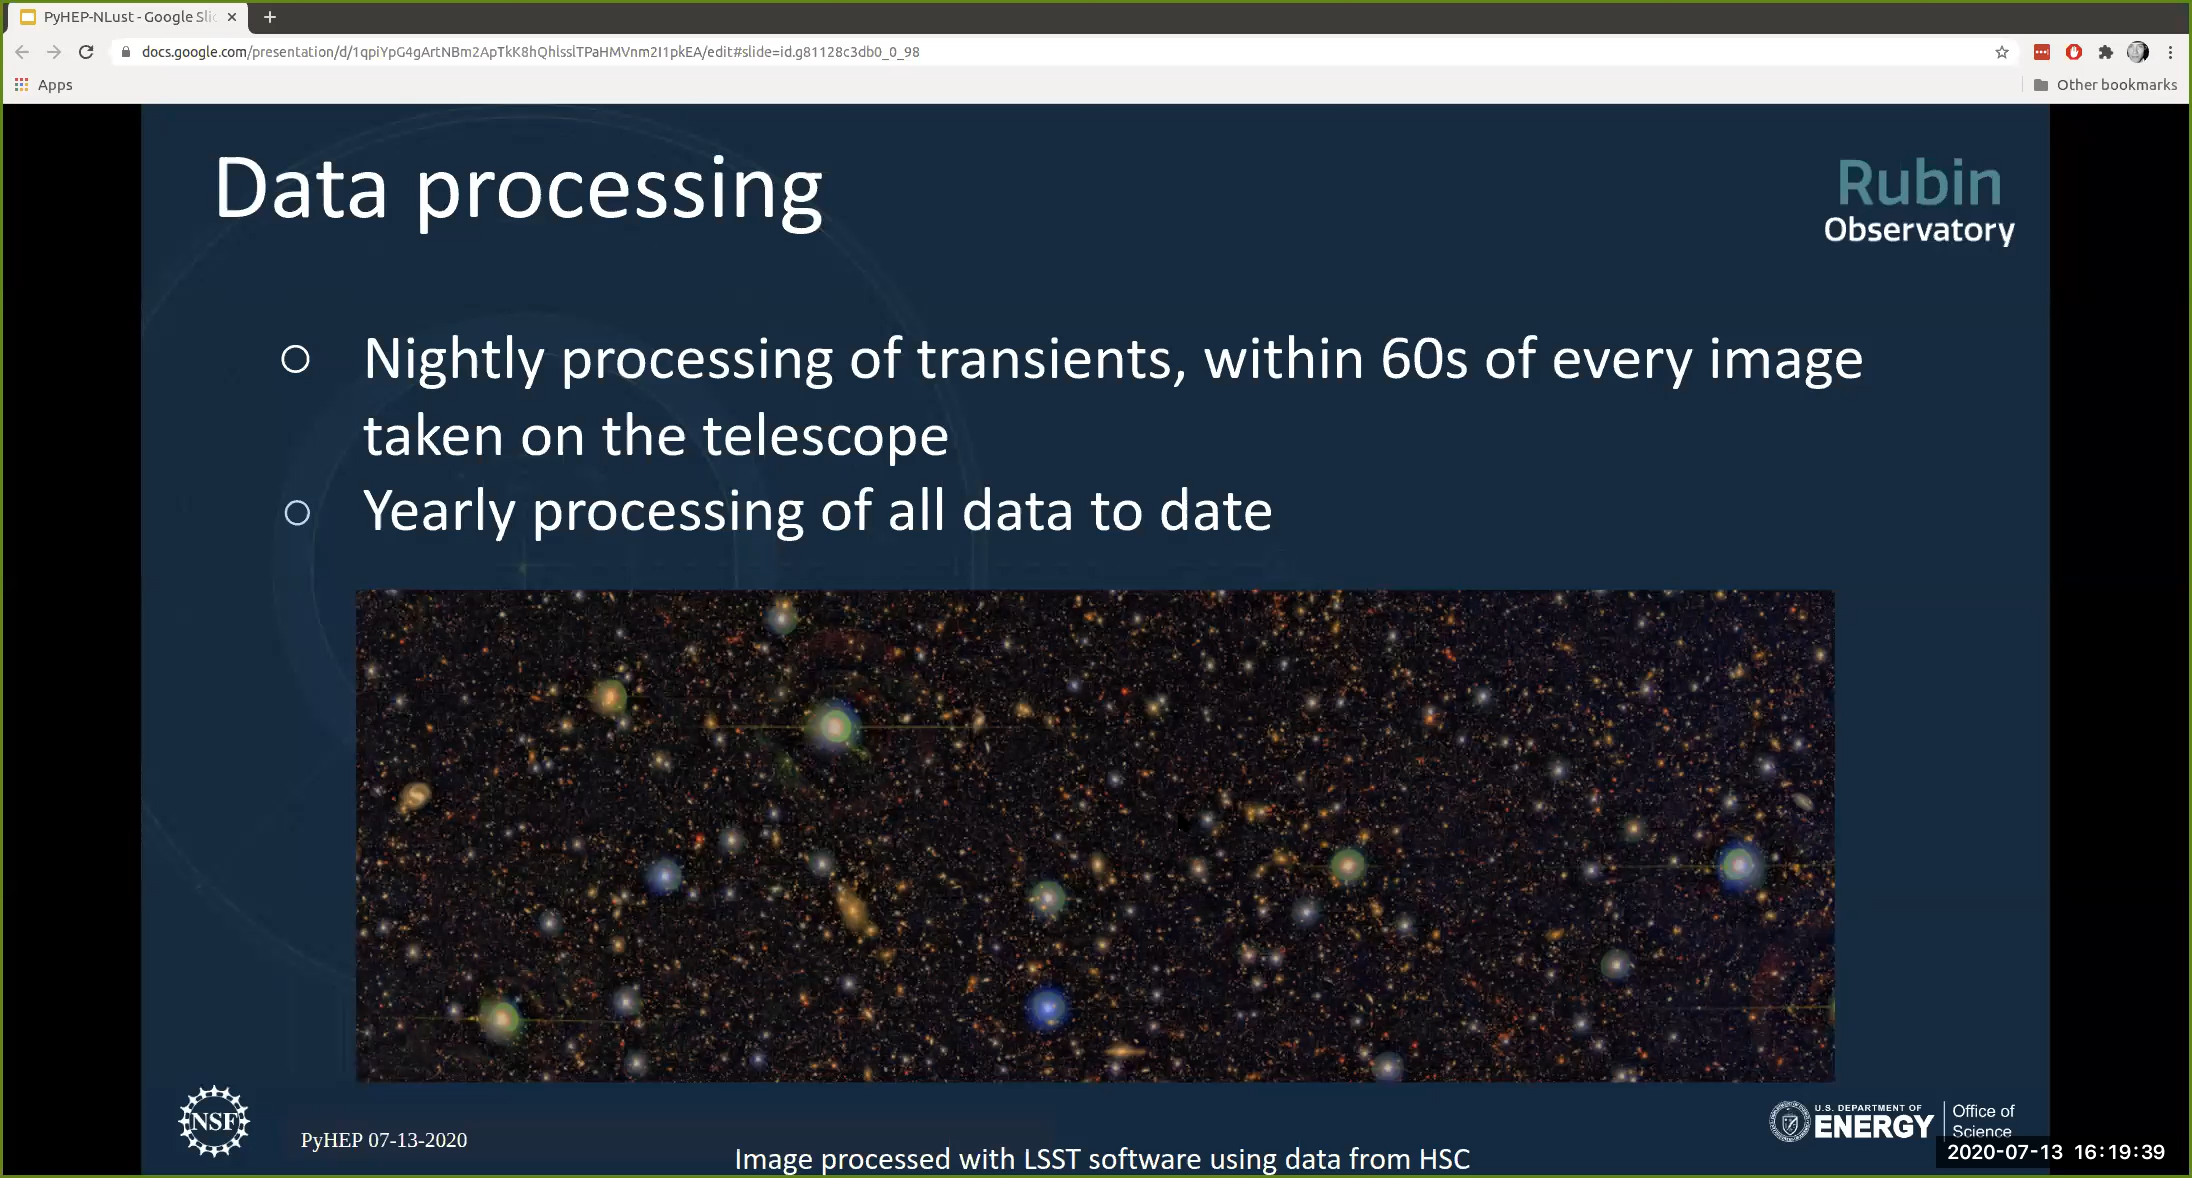 PyHEP-NLust - Google Slid
docs.google.com/presentation/d/1qpiYpG4gArtNBm2ApTkK8hQhlsslTPaHMVnm2I1pkEA/edit#slide=id.g81128c3db0_0_98
Apps
Other bookmarks
Data processing
Rubin
Observatory
Nightly processing of transients, within 60s of every image
taken on the telescope
Yearly processing of all data to date
NSF
PyHEP 07-13-2020
U.S. DEPARTMENT OF
ENERGY
Office of
Science
Image processed with LSST software using data from HSC
2020-07-13 16:19:39